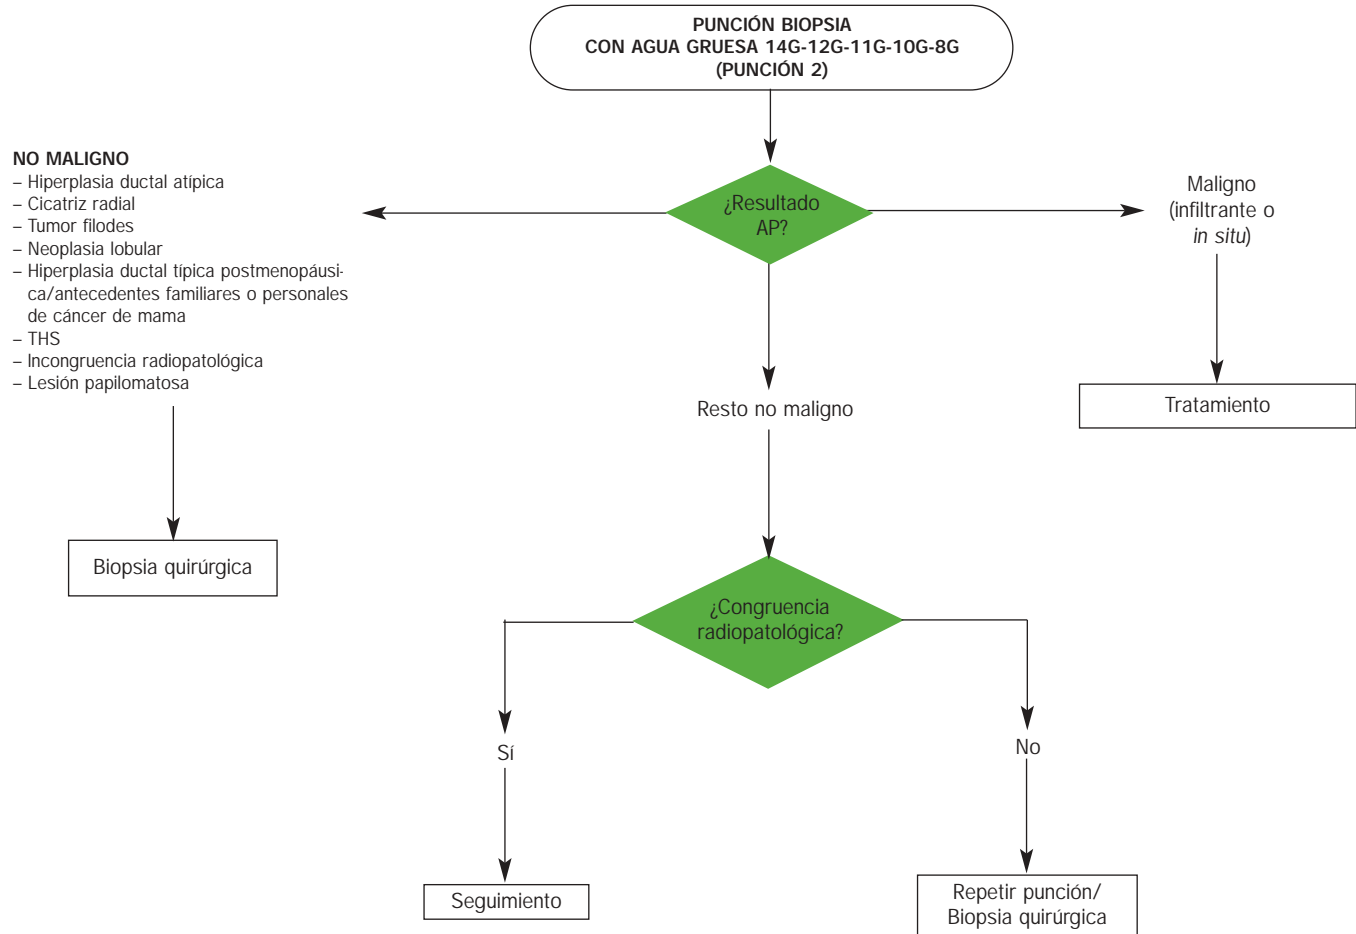 PUNCIÓN BIOPSIA
CON AGUA GRUESA 14G-12G-11G-10G-8G
(PUNCIÓN 2)
NO MALIGNO
– Hiperplasia ductal atípica
– Cicatriz radial
– Tumor filodes
– Neoplasia lobular
– Hiperplasia ductal típica postmenopáusi-
ca/antecedentes familiares o personales
de cáncer de mama
– THS
– Incongruencia radiopatológica
– Lesión papilomatosa
¿Resultado
AP?
Maligno
(infiltrante o
in situ)
Resto no maligno
Tratamiento
Biopsia quirúrgica
¿Congruencia
radiopatológica?
Sí
No
Seguimiento
Repetir punción/
Biopsia quirúrgica